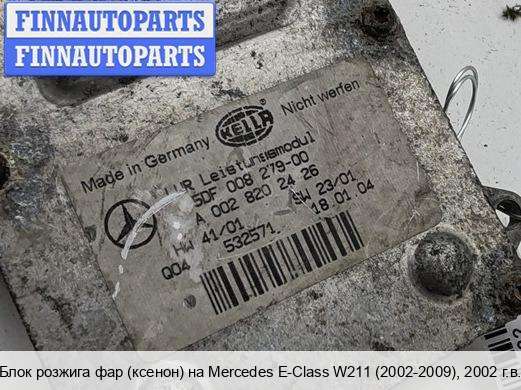 FINNAUTOPARTS
FINNAUTOPARTS
Made in Germany HELLA Nicht werfen
LWR Leistungsmodul
5DF 008 279-00
A 002 820 24 26
HW 41/01 SW 23/01
532571 18.01.04
Q04
Блок розжига фар (ксенон) на Mercedes E-Class W211 (2002-2009), 2002 г.в.